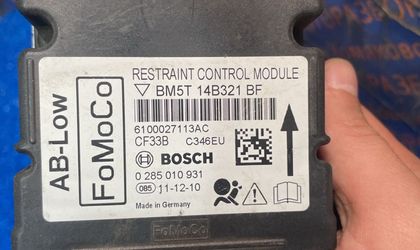 AB-Low
FoMoCo
RESTRAINT CONTROL MODULE
BM5T 14B321 BF
6100027113AC
CF33B C346EU
BOSCH
0 285 010 931
085 11-12-10
Made in Germany
FoMoCo